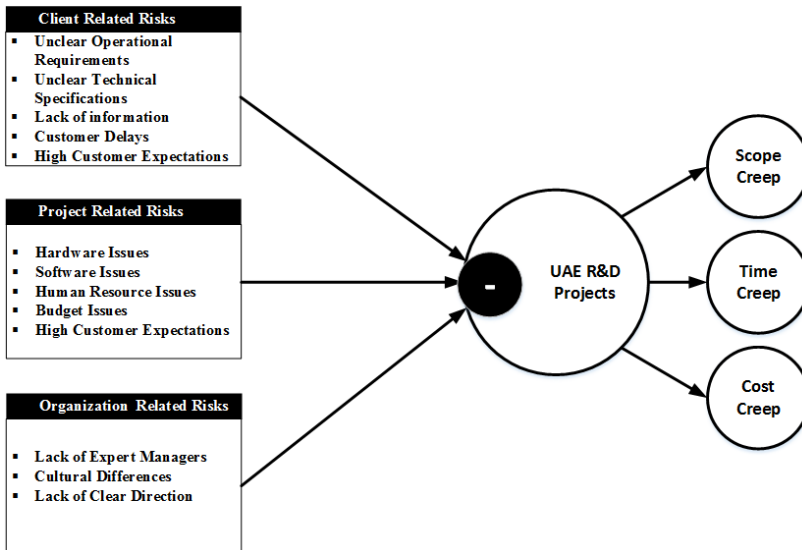 Client Related Risks
▪ Unclear Operational
Requirements
▪ Unclear Technical
Specifications
▪ Lack of information
▪ Customer Delays
▪ High Customer Expectations
Project Related Risks
▪ Hardware Issues
▪ Software Issues
▪ Human Resource Issues
▪ Budget Issues
▪ High Customer Expectations
Organization Related Risks
▪ Lack of Expert Managers
▪ Cultural Differences
▪ Lack of Clear Direction
-
UAE R&D
Projects
Scope
Creep
Time
Creep
Cost
Creep